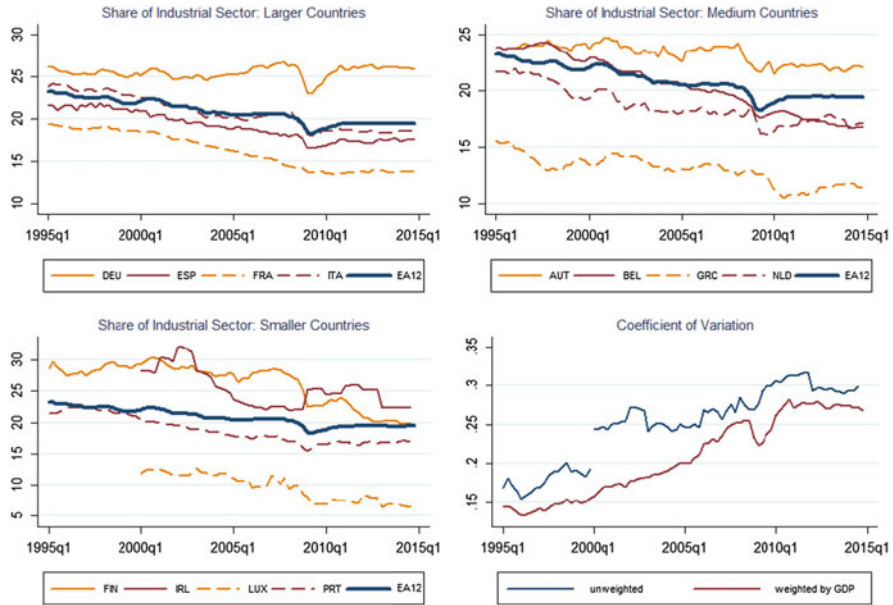 Share of Industrial Sector: Larger Countries
30
25
20
15
10
1995q1 2000q1 2005q1 2010q1 2015q1
DEU ESP FRA ITA EA12
Share of Industrial Sector: Medium Countries
25
20
15
10
1995q1 2000q1 2005q1 2010q1 2015q1
AUT BEL GRC NLD EA12
Share of Industrial Sector: Smaller Countries
30
25
20
15
10
5
1995q1 2000q1 2005q1 2010q1 2015q1
FIN IRL LUX PRT EA12
Coefficient of Variation
.35
.3
.25
.2
.15
1995q1 2000q1 2005q1 2010q1 2015q1
unweighted weighted by GDP